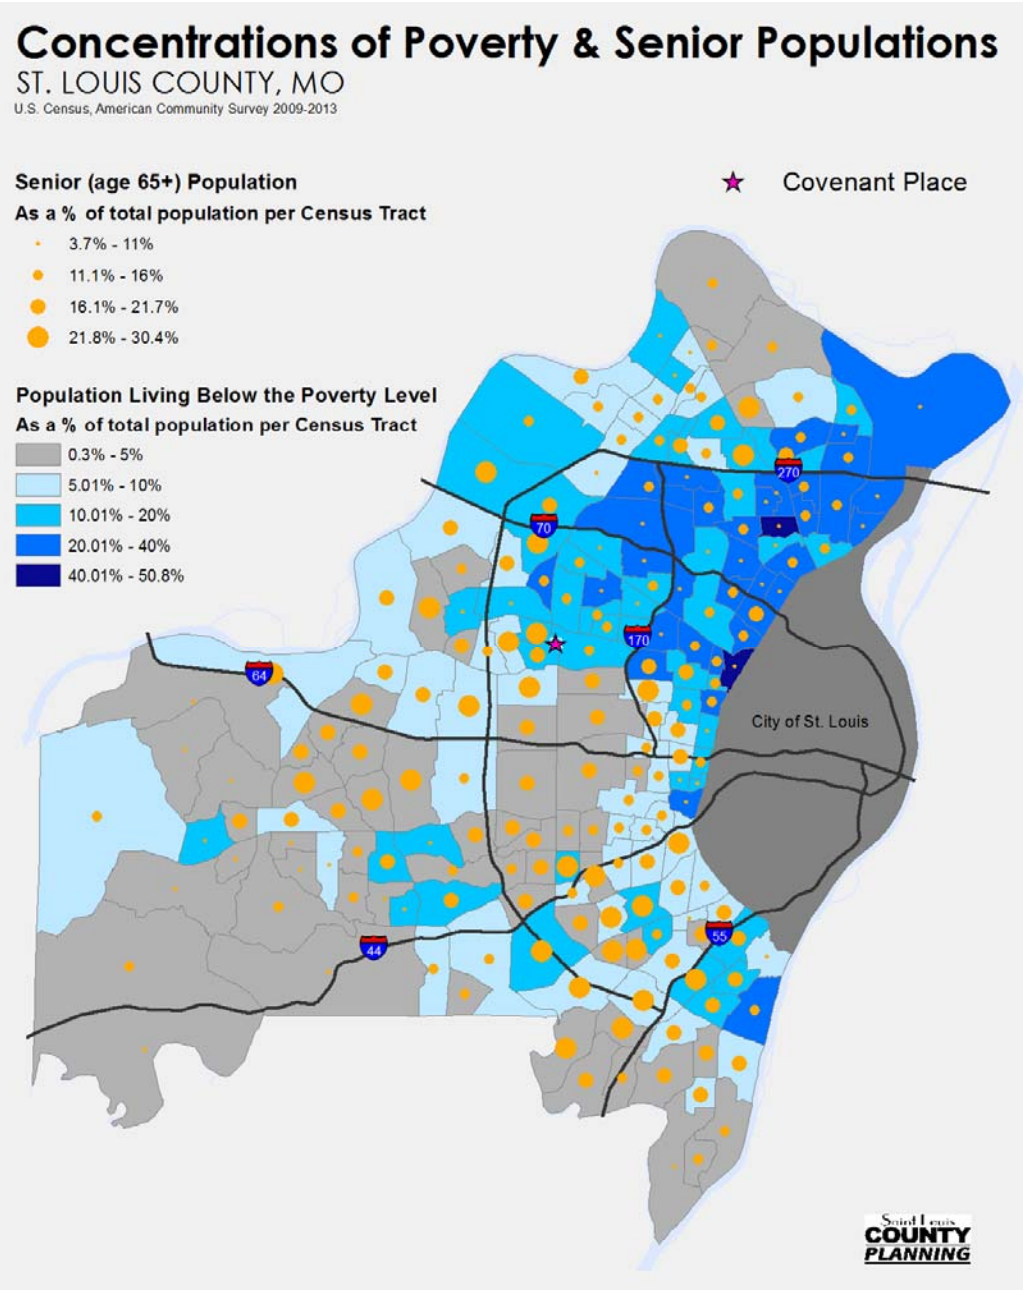 Concentrations of Poverty & Senior Populations
ST. LOUIS COUNTY, MO
U.S. Census, American Community Survey 2009-2013
Senior (age 65+) Population
As a % of total population per Census Tract
3.7% - 11%
11.1% - 16%
16.1% - 21.7%
21.8% - 30.4%
Covenant Place
Population Living Below the Poverty Level
As a % of total population per Census Tract
0.3% - 5%
5.01% - 10%
10.01% - 20%
20.01% - 40%
40.01% - 50.8%
270
70
170
64
City of St. Louis
55
44
Saint Louis
COUNTY
PLANNING